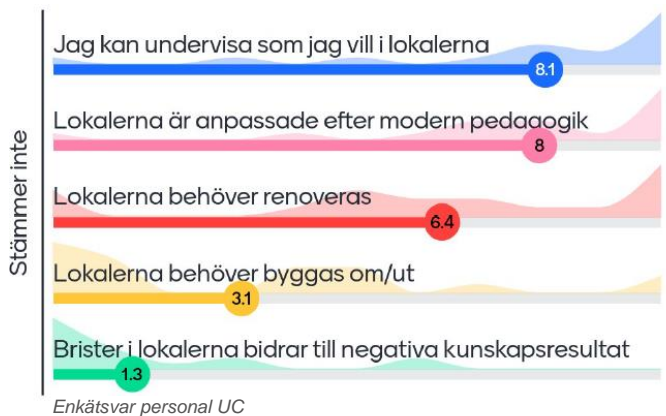 Stämmer inte
Jag kan undervisa som jag vill i lokalerna
8.1
Lokalerna är anpassade efter modern pedagogik
8
Lokalerna behöver renoveras
6.4
Lokalerna behöver byggas om/ut
3.1
Brister i lokalerna bidrar till negativa kunskapsresultat
1.3
Enkätsvar personal UC